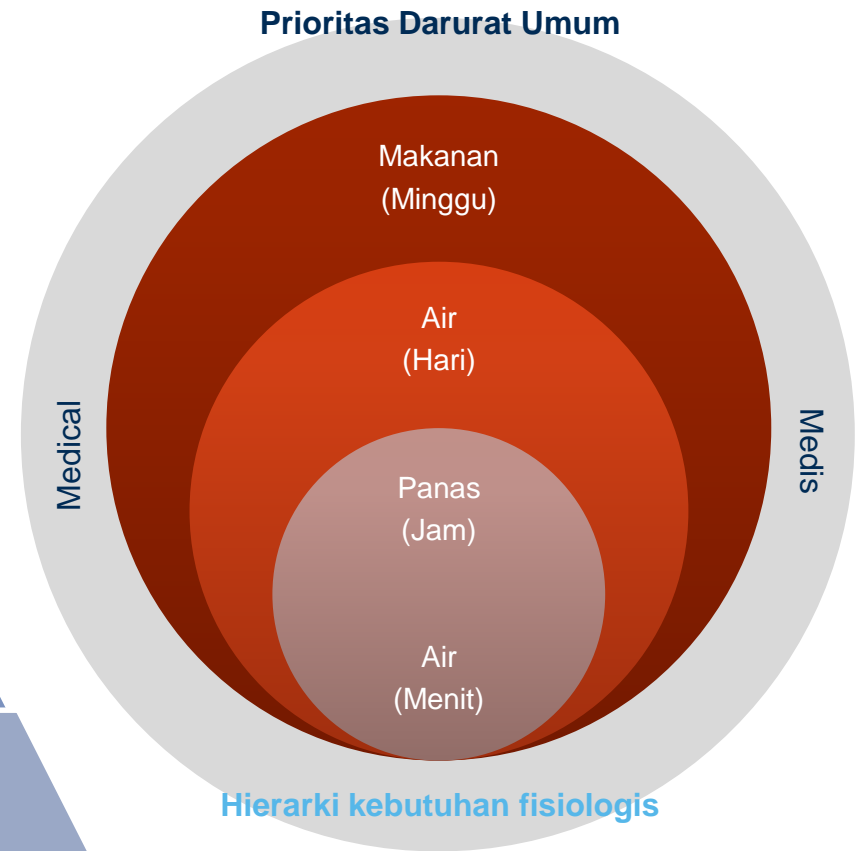 Prioritas Darurat Umum
Makanan
(Minggu)
Air
(Hari)
Medical
Medis
Panas
(Jam)
Air
(Menit)
Hierarki kebutuhan fisiologis